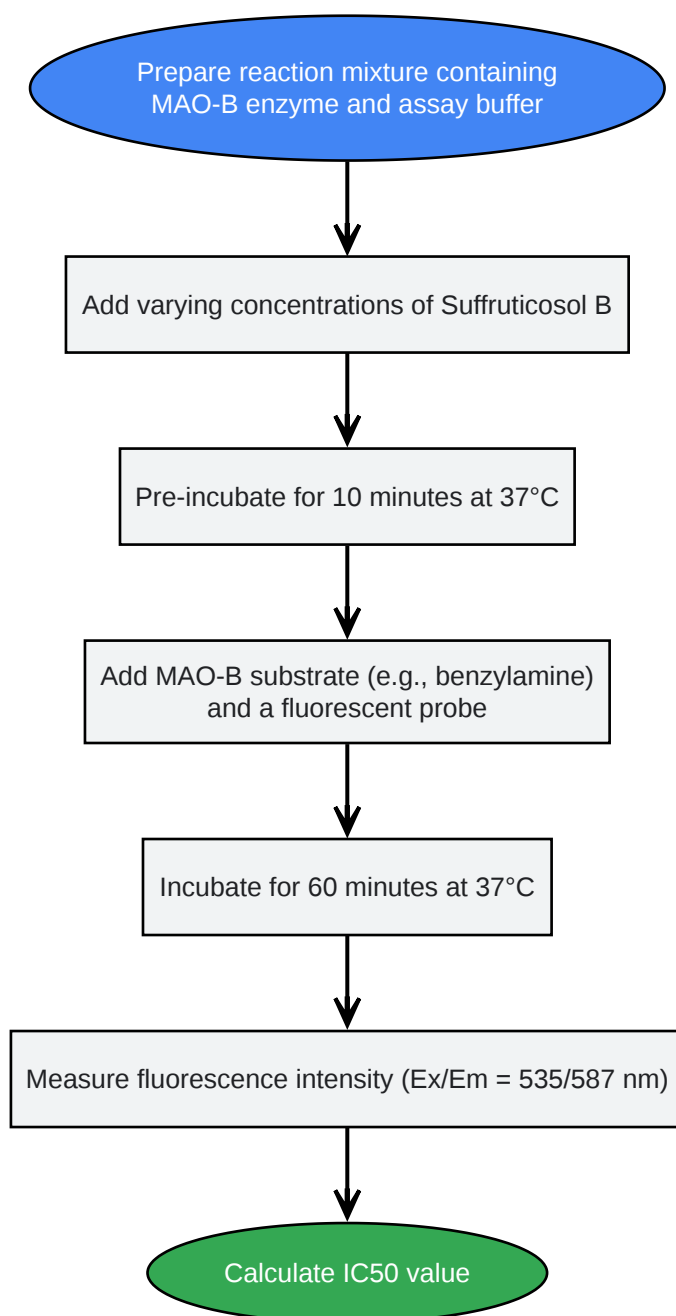 Prepare reaction mixture containing
MAO-B enzyme and assay buffer
Add varying concentrations of Suffruticosol B
Pre-incubate for 10 minutes at 37°C
Add MAO-B substrate (e.g., benzylamine)
and a fluorescent probe
Incubate for 60 minutes at 37°C
Measure fluorescence intensity (Ex/Em = 535/587 nm)
Calculate IC50 value